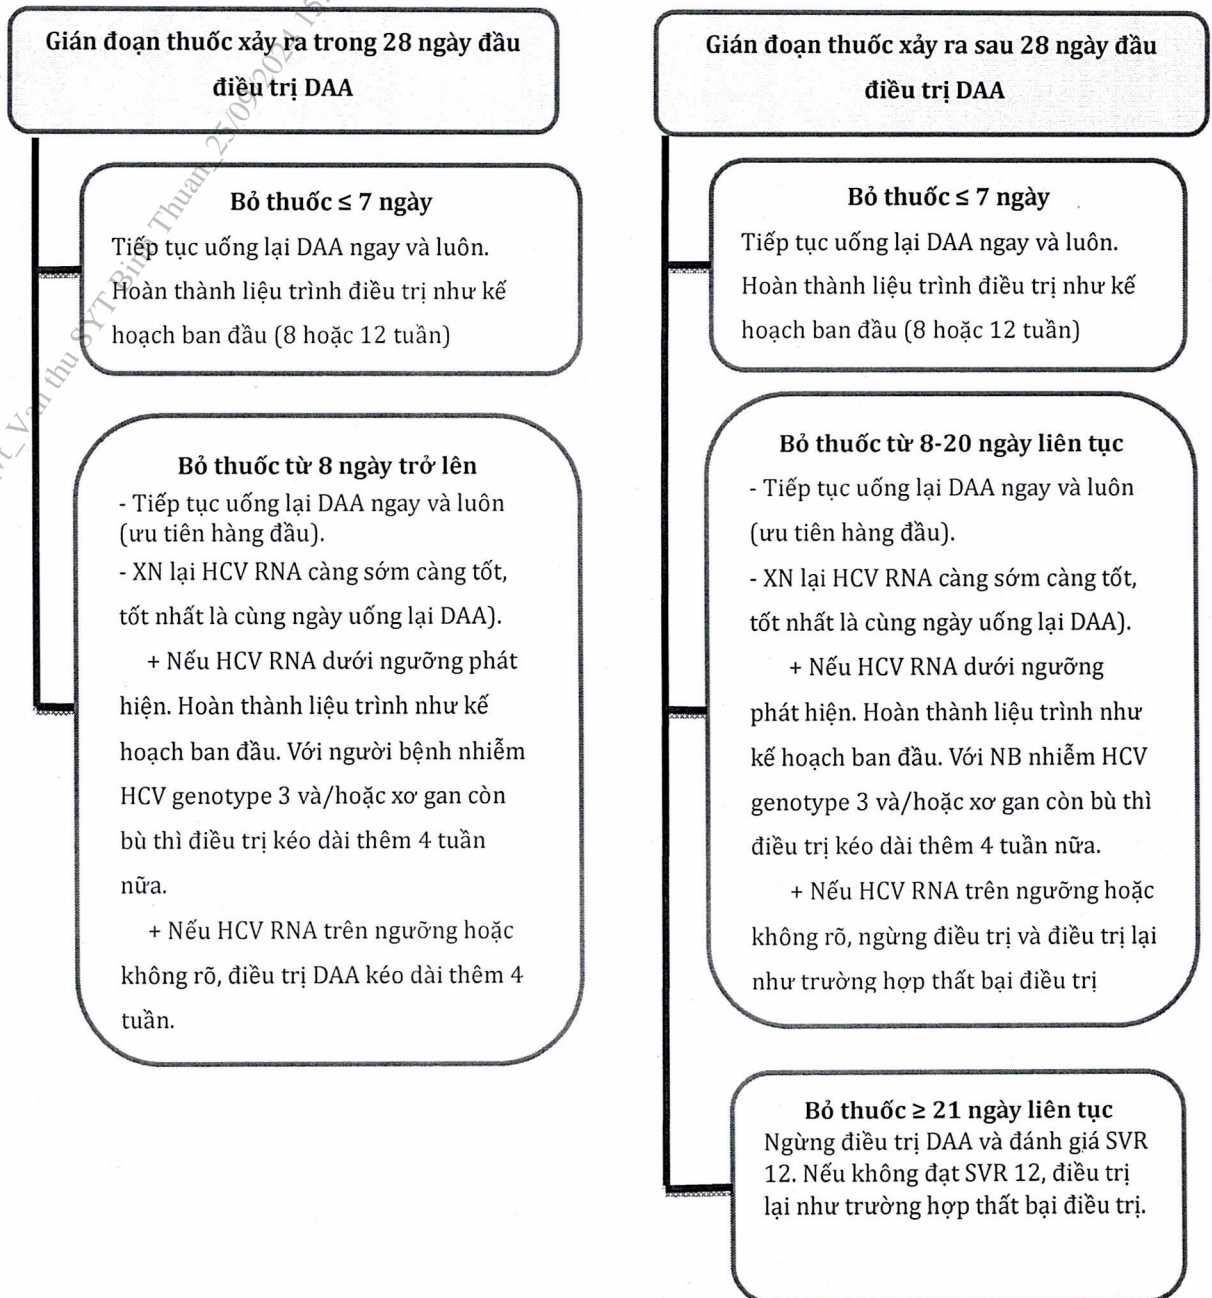 Gián đoạn thuốc xảy ra trong 28 ngày đầu
điều trị DAA
Bỏ thuốc ≤ 7 ngày
Tiếp tục uống lại DAA ngay và luôn.
Hoàn thành liệu trình điều trị như kế
hoạch ban đầu (8 hoặc 12 tuần)
Bỏ thuốc từ 8 ngày trở lên
- Tiếp tục uống lại DAA ngay và luôn
(ưu tiên hàng đầu).
- XN lại HCV RNA càng sớm càng tốt,
tốt nhất là cùng ngày uống lại DAA).
+ Nếu HCV RNA dưới ngưỡng phát
hiện. Hoàn thành liệu trình như kế
hoạch ban đầu. Với người bệnh nhiễm
HCV genotype 3 và/hoặc xơ gan còn
bù thì điều trị kéo dài thêm 4 tuần
nữa.
+ Nếu HCV RNA trên ngưỡng hoặc
không rõ, điều trị DAA kéo dài thêm 4
tuần.
Gián đoạn thuốc xảy ra sau 28 ngày đầu
điều trị DAA
Bỏ thuốc ≤ 7 ngày
Tiếp tục uống lại DAA ngay và luôn.
Hoàn thành liệu trình điều trị như kế
hoạch ban đầu (8 hoặc 12 tuần)
Bỏ thuốc từ 8-20 ngày liên tục
- Tiếp tục uống lại DAA ngay và luôn
(ưu tiên hàng đầu).
- XN lại HCV RNA càng sớm càng tốt,
tốt nhất là cùng ngày uống lại DAA).
+ Nếu HCV RNA dưới ngưỡng
phát hiện. Hoàn thành liệu trình như
kế hoạch ban đầu. Với NB nhiễm HCV
genotype 3 và/hoặc xơ gan còn bù thì
điều trị kéo dài thêm 4 tuần nữa.
+ Nếu HCV RNA trên ngưỡng hoặc
không rõ, ngừng điều trị và điều trị lại
như trường hợp thất bại điều trị
Bỏ thuốc ≥ 21 ngày liên tục
Ngừng điều trị DAA và đánh giá SVR
12. Nếu không đạt SVR 12, điều trị
lại như trường hợp thất bại điều trị.
Van thu SYT Binh Thuan_25/09/2024